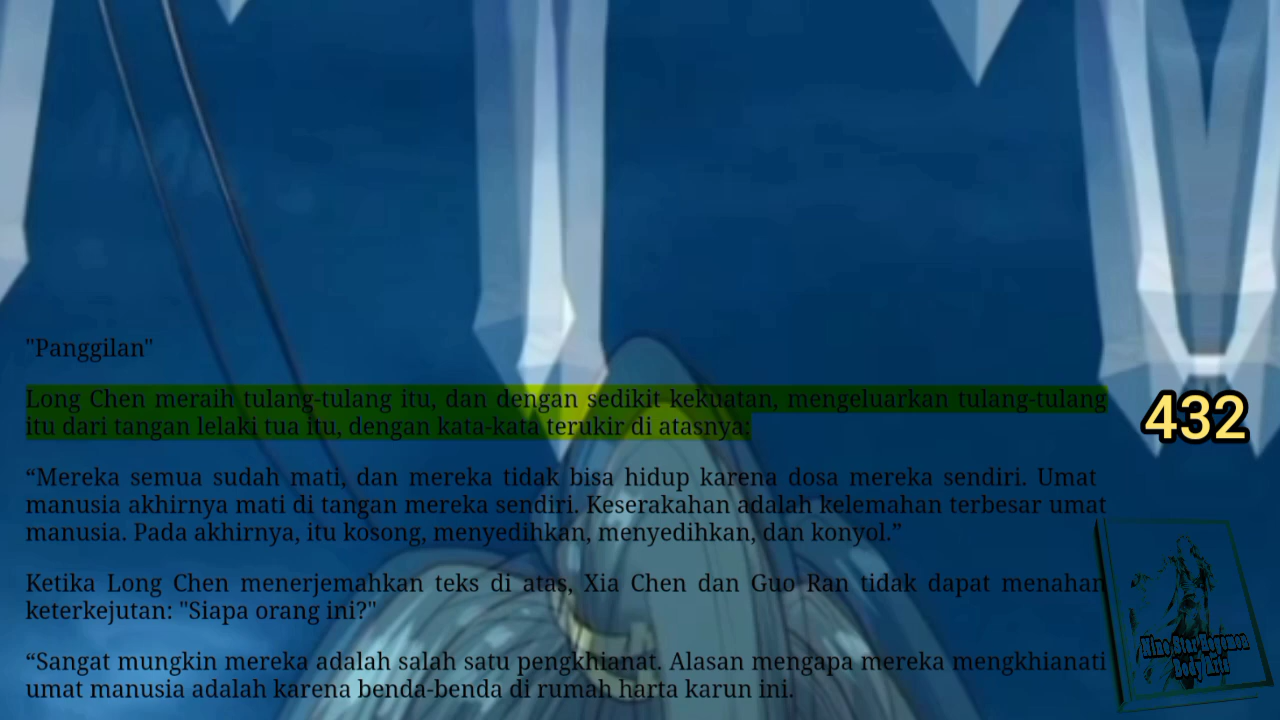 "Panggilan"
Long Chen meraih tulang-tulang itu, dan dengan sedikit kekuatan, mengeluarkan tulang-tulang
itu dari tangan lelaki tua itu, dengan kata-kata terukir di atasnya:
432
“Mereka semua sudah mati, dan mereka tidak bisa hidup karena dosa mereka sendiri. Umat
manusia akhirnya mati di tangan mereka sendiri. Keserakahan adalah kelemahan terbesar umat
manusia. Pada akhirnya, itu kosong, menyedihkan, menyedihkan, dan konyol.”
Ketika Long Chen menerjemahkan teks di atas, Xia Chen dan Guo Ran tidak dapat menahan
keterkejutan: "Siapa orang ini?"
“Sangat mungkin mereka adalah salah satu pengkhianat. Alasan mengapa mereka mengkhianati
umat manusia adalah karena benda-benda di rumah harta karun ini.
Nine Star Hegemon
Body Arts